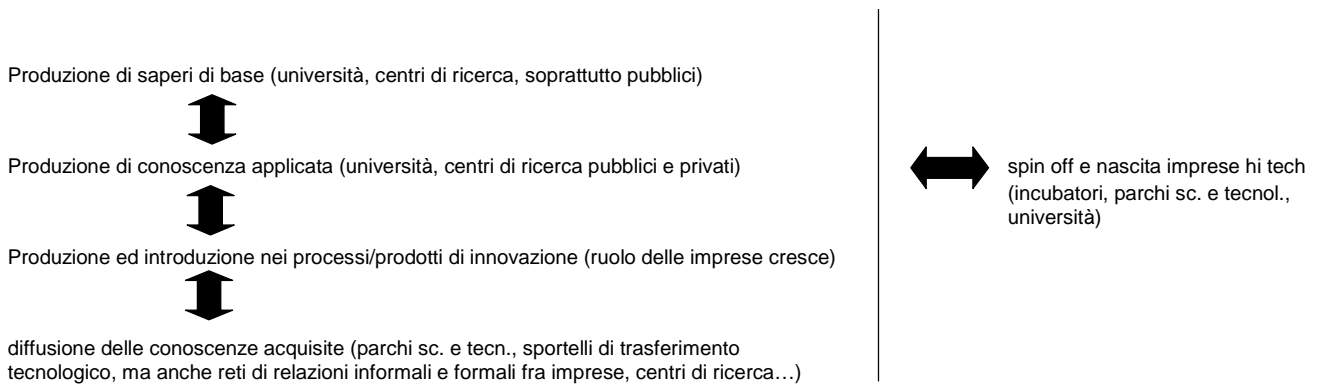 Produzione di saperi di base (università, centri di ricerca, soprattutto pubblici)
Produzione di conoscenza applicata (università, centri di ricerca pubblici e privati)
Produzione ed introduzione nei processi/prodotti di innovazione (ruolo delle imprese cresce)
diffusione delle conoscenze acquisite (parchi sc. e tecn., sportelli di trasferimento
tecnologico, ma anche reti di relazioni informali e formali fra imprese, centri di ricerca…)
spin off e nascita imprese hi tech
(incubatori, parchi sc. e tecnol.,
università)